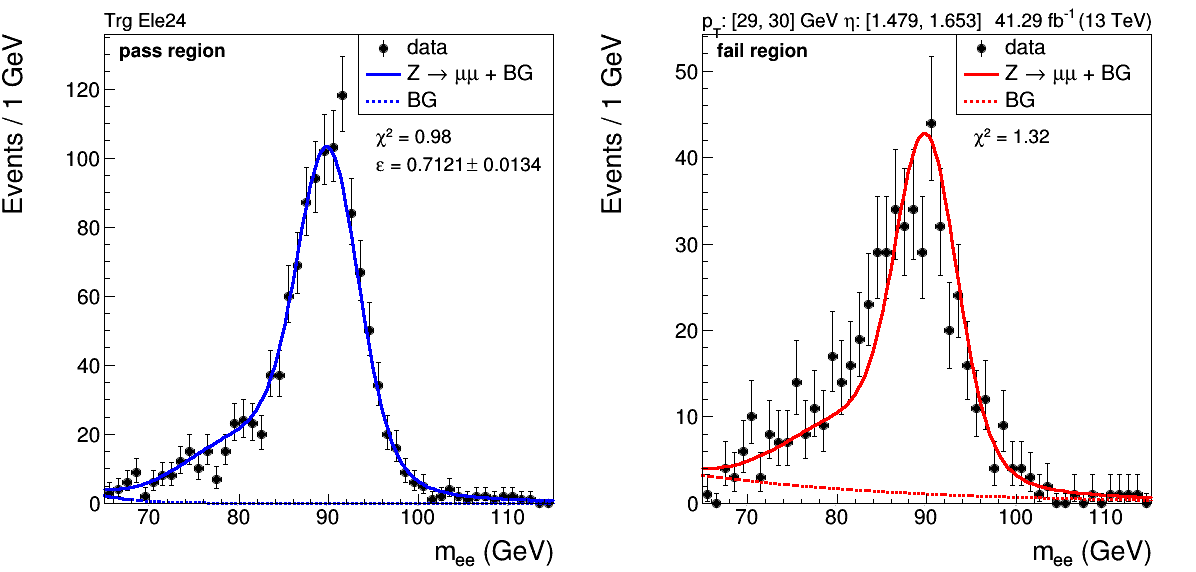 Trg Ele24
pass region
data
Z → μμ + BG
BG
χ² = 0.98
ε = 0.7121 ± 0.0134
Events / 1 GeV
0
20
40
60
80
100
120
70
80
90
100
110
m_ee (GeV)
p_T: [29, 30] GeV η: [1.479, 1.653] 41.29 fb⁻¹ (13 TeV)
fail region
data
Z → μμ + BG
BG
χ² = 1.32
Events / 1 GeV
0
10
20
30
40
50
70
80
90
100
110
m_ee (GeV)